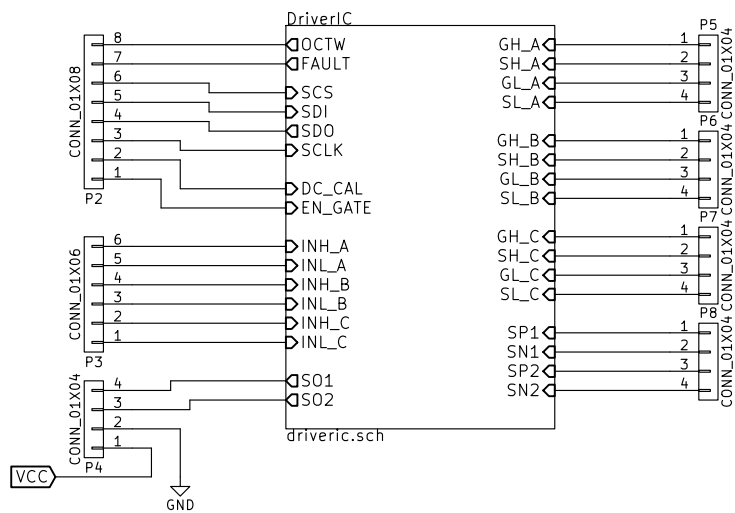 DriverIC
8 OCTW GH_A 1 P5
7 FAULT SH_A 2
6 SCS GL_A 3
5 SDI SL_A 4
CONN_01X04
4 SDO P6
3 SCLK GH_B 1
2 DC_CAL SH_B 2
1 EN_GATE GL_B 3
SL_B 4
CONN_01X08
P2
CONN_01X04
P7
6 INH_A GH_C 1
5 INL_A SH_C 2
4 INH_B GL_C 3
3 INL_B SL_C 4
2 INH_C
1 INL_C
CONN_01X06
P3
CONN_01X04
P8
SP1 1
SN1 2
SP2 3
SN2 4
CONN_01X04
4 SO1
3 SO2
2
1
CONN_01X04
P4
driveric.sch
VCC
GND